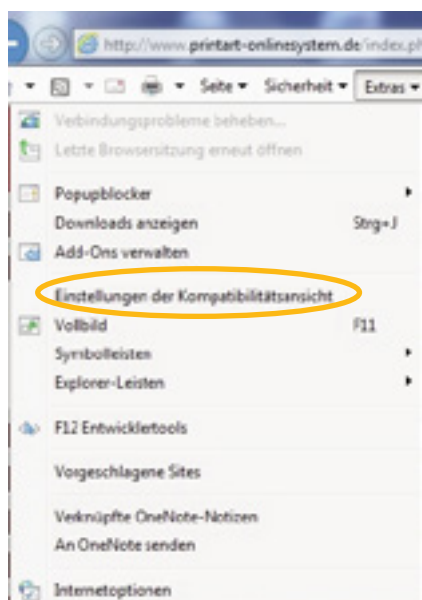 http://www.printart-onlinesystem.de/index.ph
Seite Sicherheit Extras
Verbindungsprobleme beheben...
Letzte Browsersitzung erneut öffnen
Popupblocker
Downloads anzeigen Strg+J
Add-Ons verwalten
Einstellungen der Kompatibilitätsansicht
Vollbild F11
Symbolleisten
Explorer-Leisten
F12 Entwicklertools
Vorgeschlagene Sites
Verknüpfte OneNote-Notizen
An OneNote senden
Internetoptionen